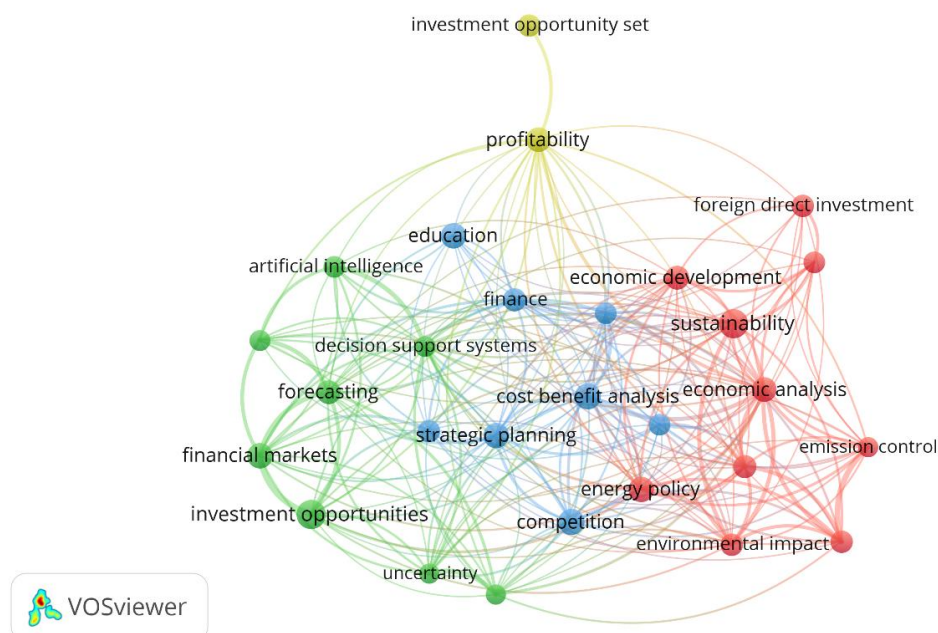 investment opportunity set
profitability
foreign direct investment
education
artificial intelligence
economic development
finance
sustainability
decision support systems
forecasting
cost benefit analysis
economic analysis
strategic planning
financial markets
emission control
energy policy
investment opportunities
competition
environmental impact
uncertainty
VOSviewer